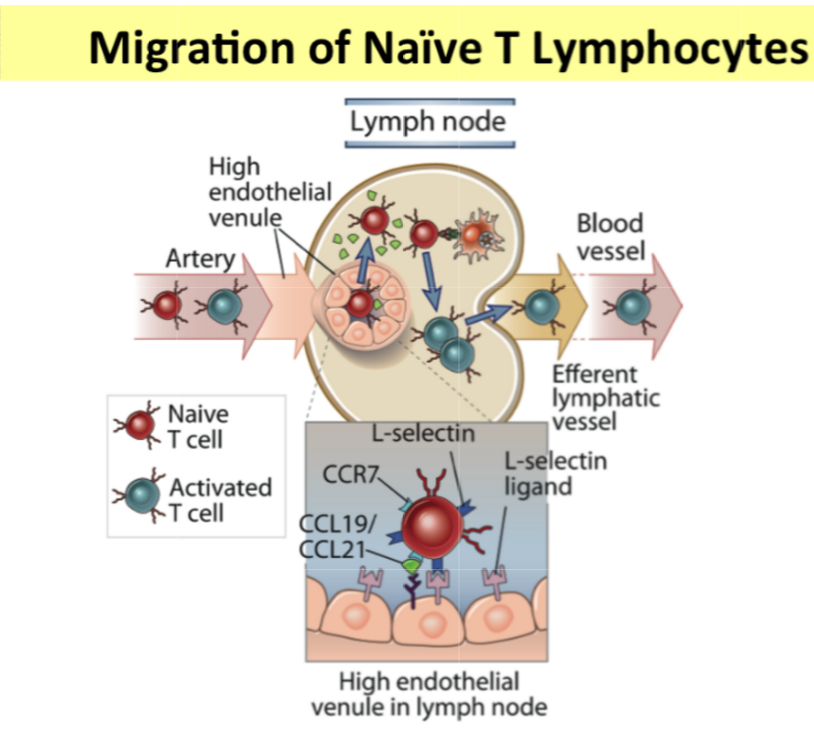 Migration of Naïve T Lymphocytes
Lymph node
High
endothelial
venule
Artery
Blood
vessel
Efferent
lymphatic
vessel
Naive
T cell
Activated
T cell
L-selectin
CCR7
L-selectin
ligand
CCL19/
CCL21
High endothelial
venule in lymph node